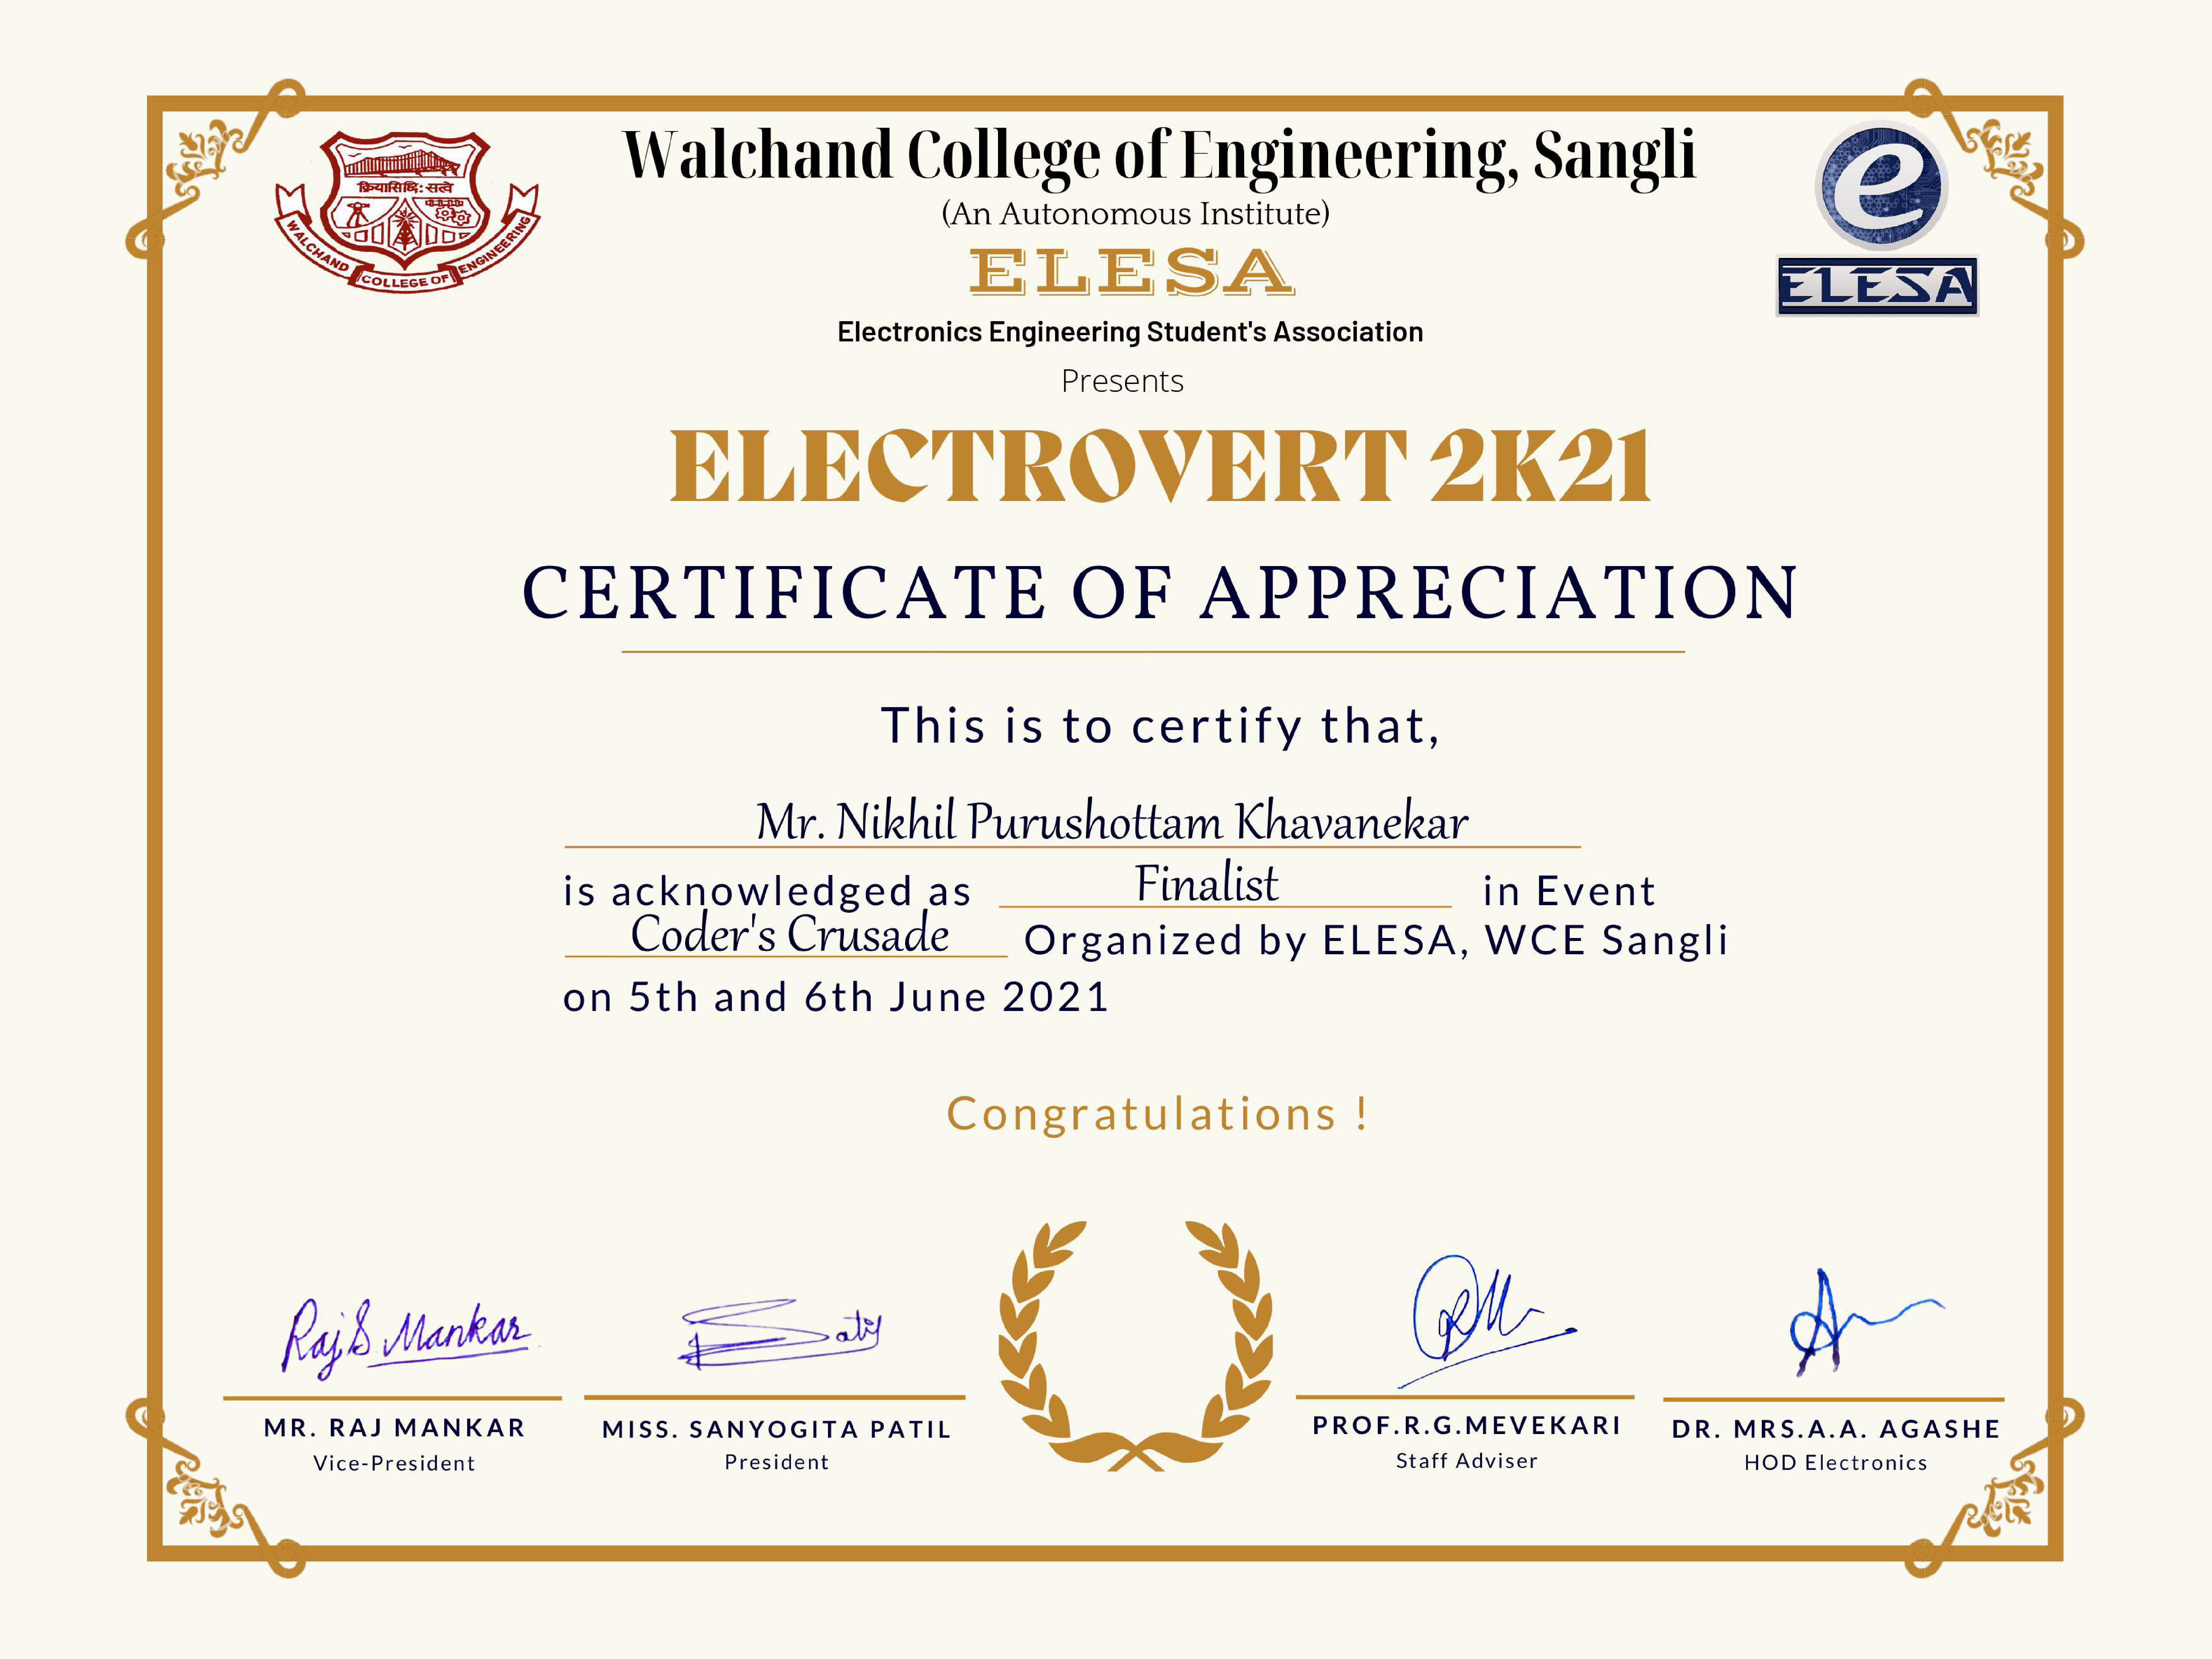 Walchand College of Engineering, Sangli
(An Autonomous Institute)
ELESA
Electronics Engineering Student's Association
Presents
क्रियासिध्दि: सत्वे
WALCHAND COLLEGE OF ENGINEERING
e
ELESA
ELECTROVERT 2K21
CERTIFICATE OF APPRECIATION
This is to certify that,
Mr. Nikhil Purushottam Khavanekar
is acknowledged as Finalist in Event
Coder's Crusade Organized by ELESA, WCE Sangli
on 5th and 6th June 2021
Congratulations !
Raj S Mankar
MR. RAJ MANKAR
Vice-President
MISS. SANYOGITA PATIL
President
PROF.R.G.MEVEKARI
Staff Adviser
DR. MRS.A.A. AGASHE
HOD Electronics